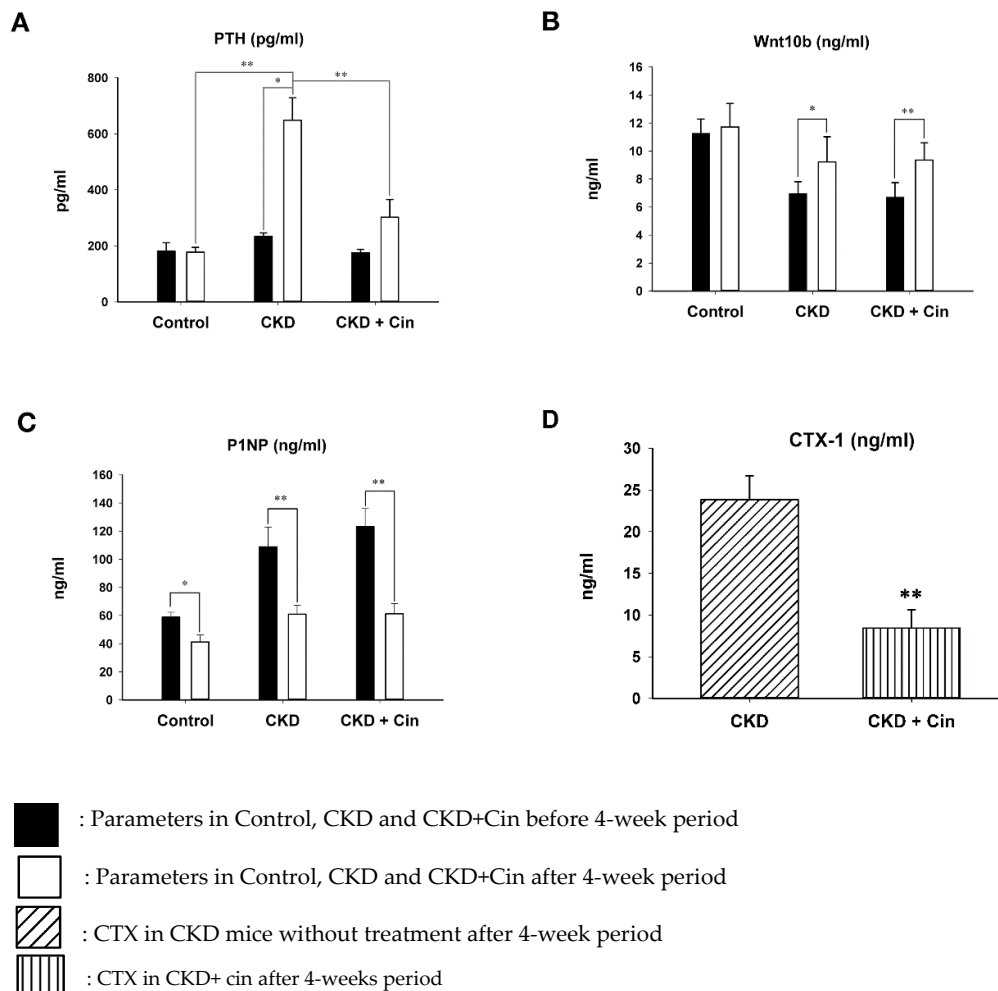 A
PTH (pg/ml)
800
600
400
200
0
pg/ml
**
*
**
Control CKD CKD + Cin
B
Wnt10b (ng/ml)
16
14
12
10
8
6
4
2
0
ng/ml
*
**
Control CKD CKD + Cin
C
P1NP (ng/ml)
160
140
120
100
80
60
40
20
0
ng/ml
*
**
**
Control CKD CKD + Cin
D
CTX-1 (ng/ml)
30
25
20
15
10
5
0
ng/ml
**
CKD CKD + Cin
: Parameters in Control, CKD and CKD+Cin before 4-week period
: Parameters in Control, CKD and CKD+Cin after 4-week period
: CTX in CKD mice without treatment after 4-week period
: CTX in CKD+ cin after 4-weeks period